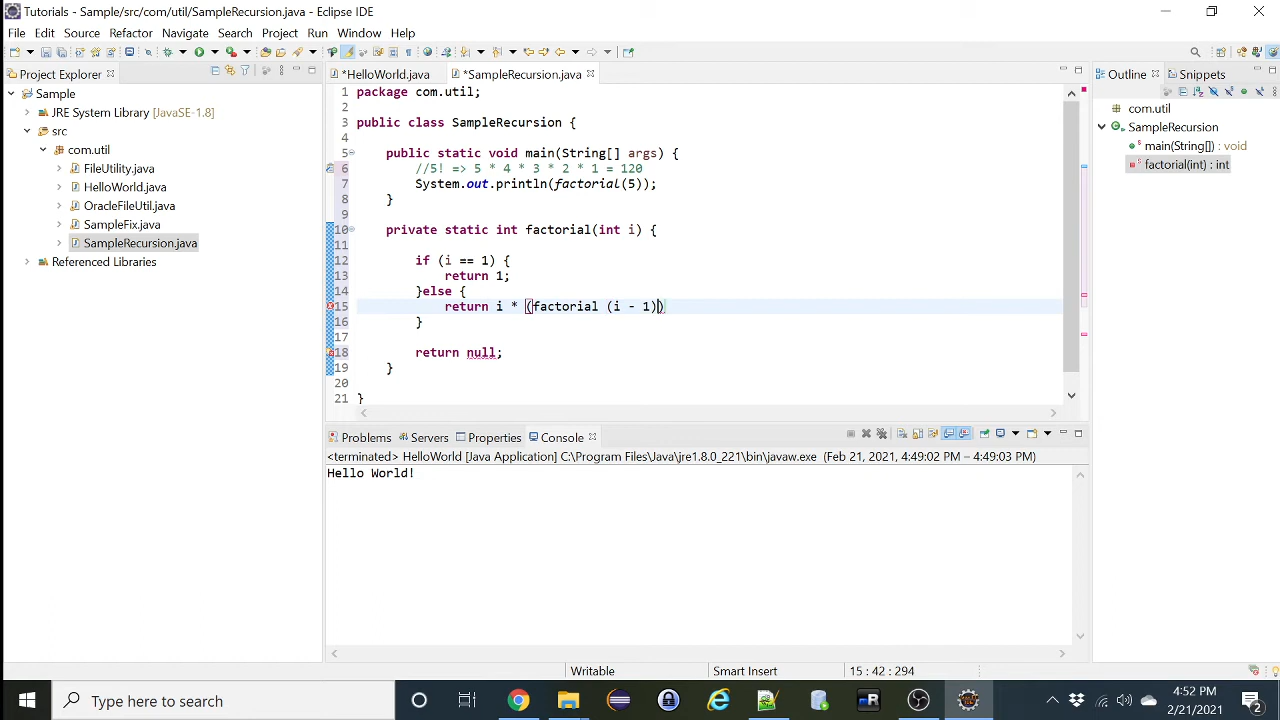 Tutorials - Sample/src/com/util/SampleRecursion.java - Eclipse IDE
File Edit Source Refactor Navigate Search Project Run Window Help
Project Explorer
*HelloWorld.java
*SampleRecursion.java
Outline
Snippets
Sample
JRE System Library [JavaSE-1.8]
src
com.util
FileUtility.java
HelloWorld.java
OracleFileUtil.java
SampleFix.java
SampleRecursion.java
Referenced Libraries
1 package com.util;
2
3 public class SampleRecursion {
4
5 public static void main(String[] args) {
6 //5! => 5 * 4 * 3 * 2 * 1 = 120
7 System.out.println(factorial(5));
8 }
9
10 private static int factorial(int i) {
11
12 if (i == 1) {
13 return 1;
14 }else {
15 return i * (factorial (i - 1))
16 }
17
18 return null;
19 }
20
21 }
com.util
SampleRecursion
main(String[]) : void
factorial(int) : int
Problems Servers Properties Console
<terminated> HelloWorld [Java Application] C:\Program Files\Java\jre1.8.0_221\bin\javaw.exe (Feb 21, 2021, 4:49:02 PM – 4:49:03 PM)
Hello World!
Writable Smart Insert 15 : 42 : 294
Type here to search
4:52 PM
2/21/2021
2